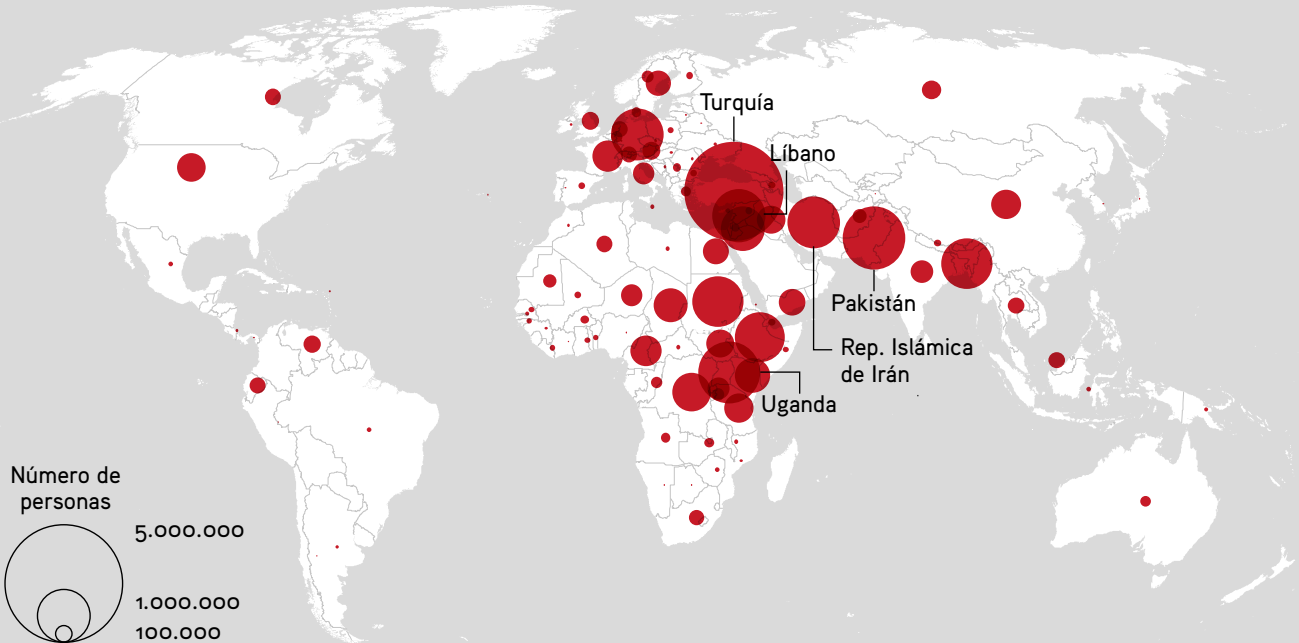 Turquía
Líbano
Pakistán
Rep. Islámica
de Irán
Uganda
Número de
personas
5.000.000
1.000.000
100.000